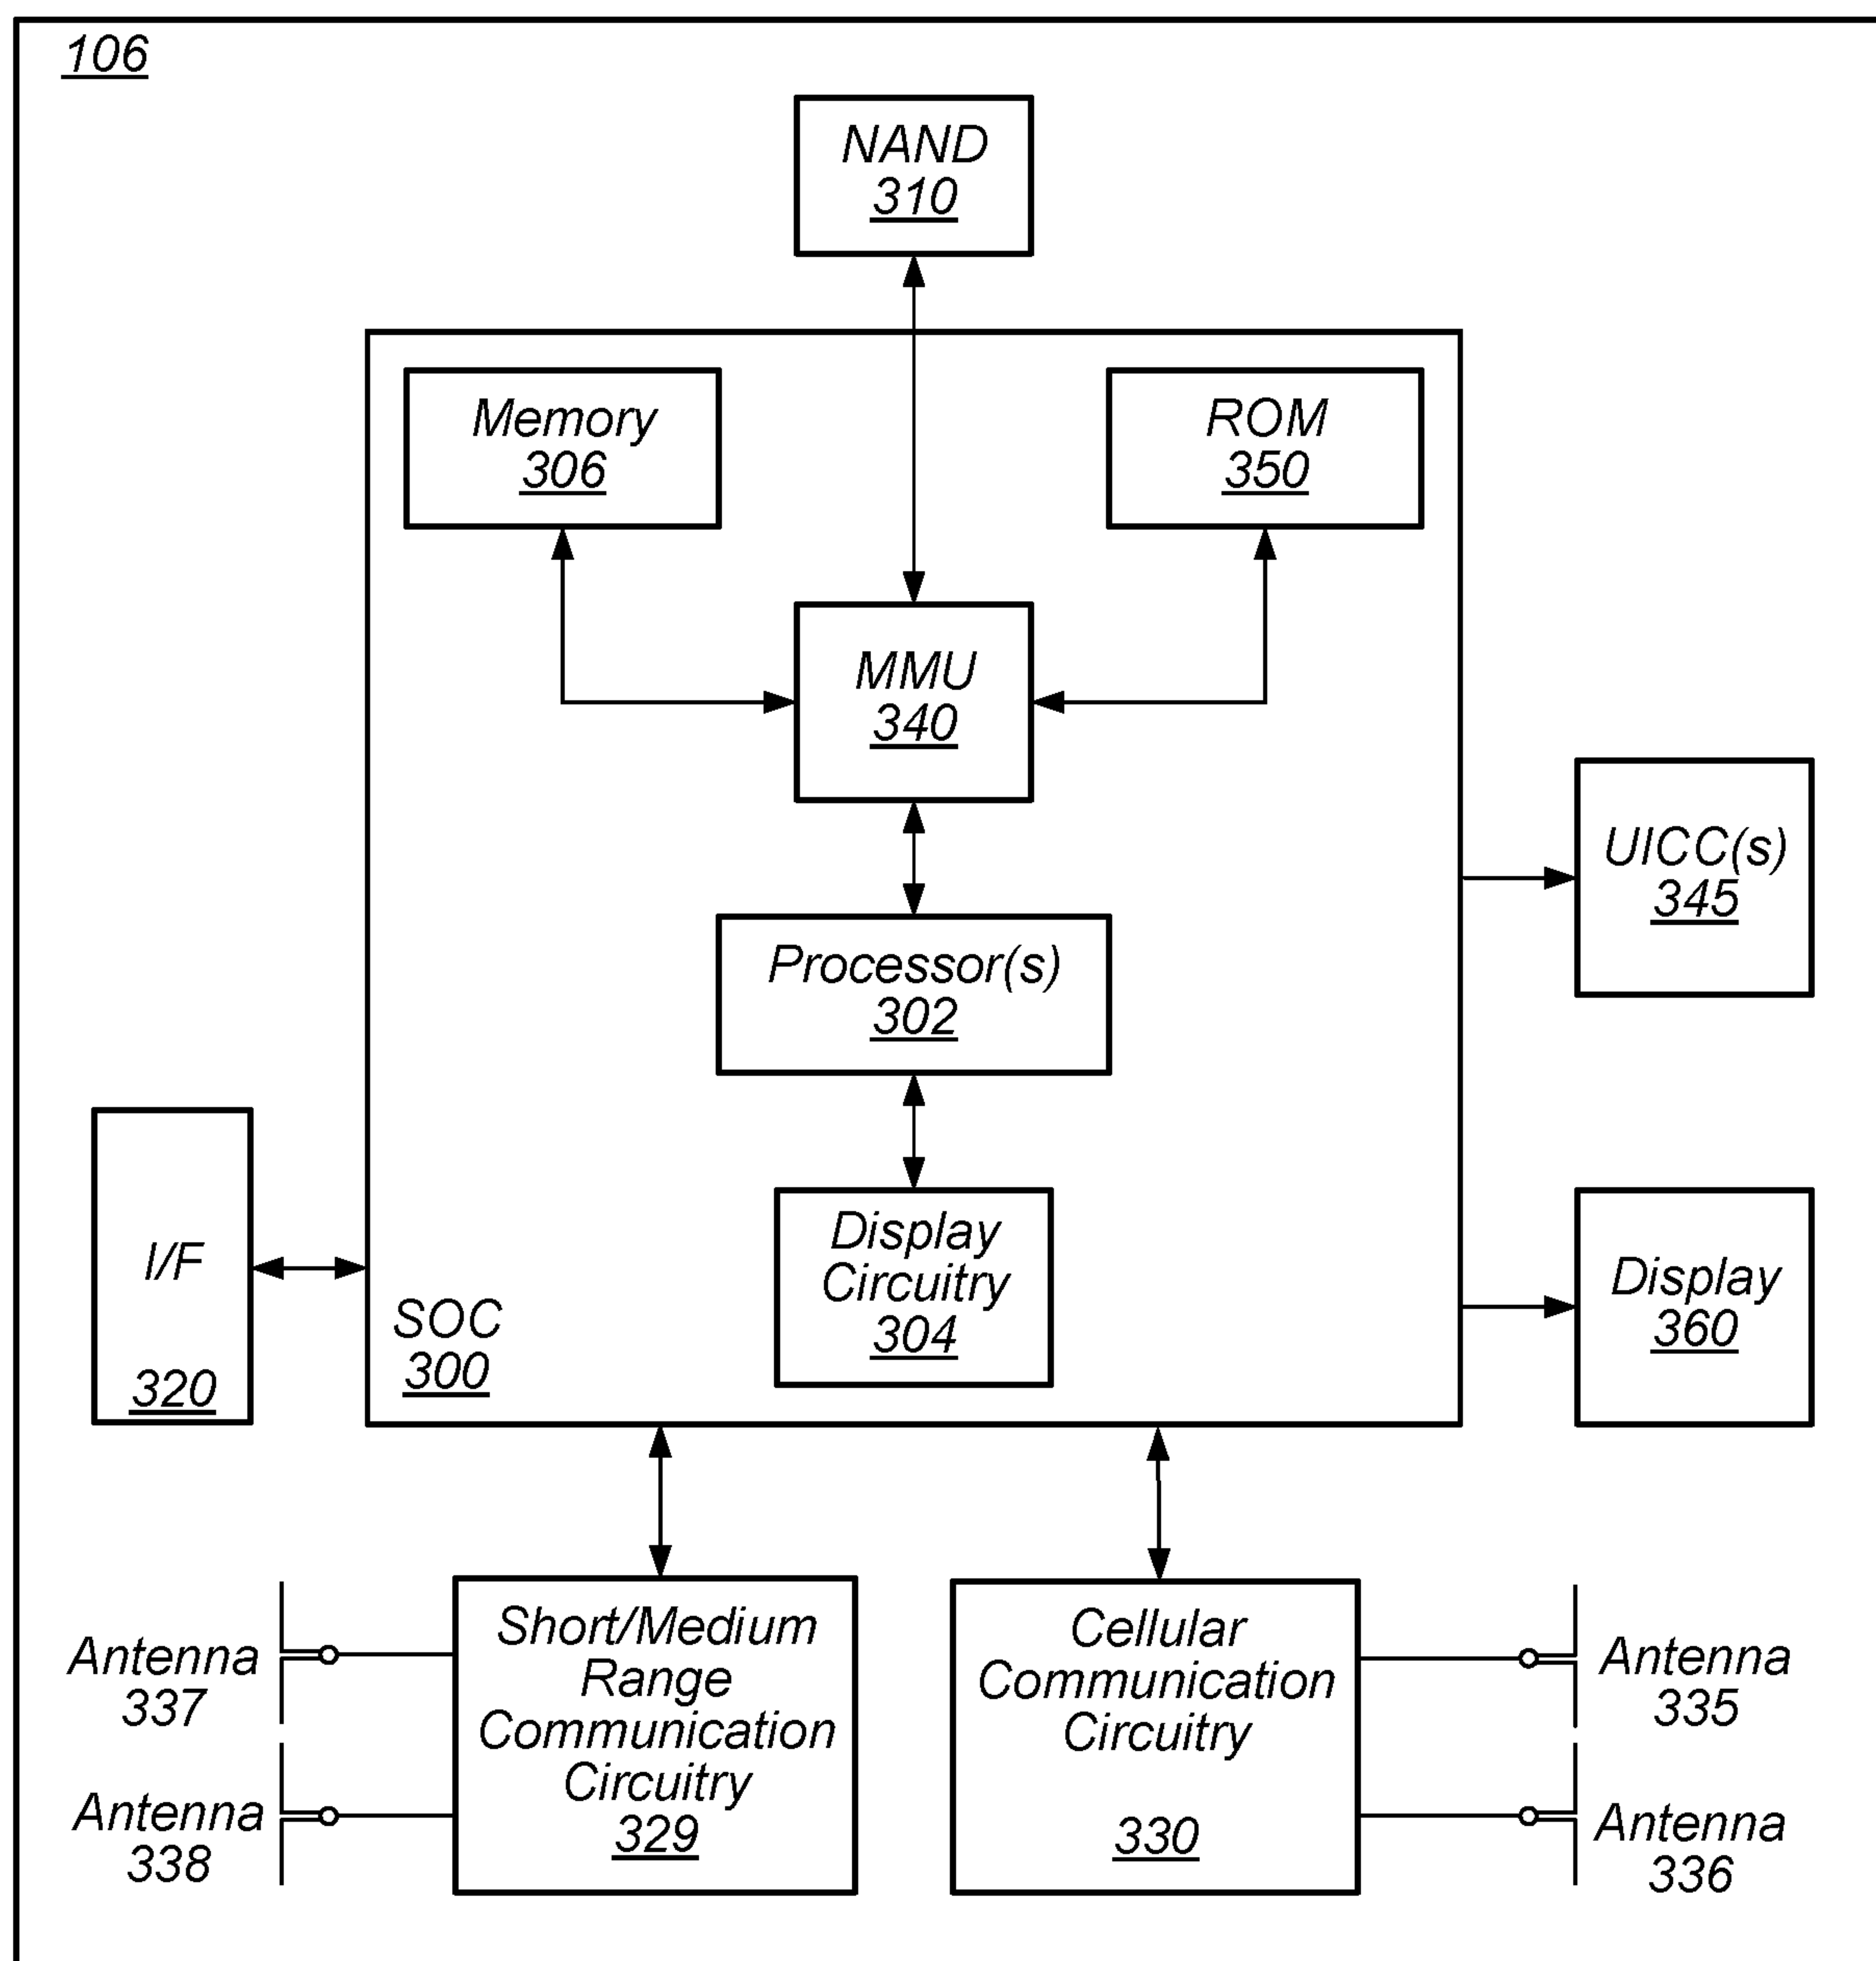 106
NAND
310
Memory
306
ROM
350
MMU
340
UICC(s)
345
Processor(s)
302
I/F
320
Display
Circuitry
304
SOC
300
Display
360
Short/Medium
Range
Communication
Circuitry
329
Cellular
Communication
Circuitry
330
Antenna
337
Antenna
338
Antenna
335
Antenna
336